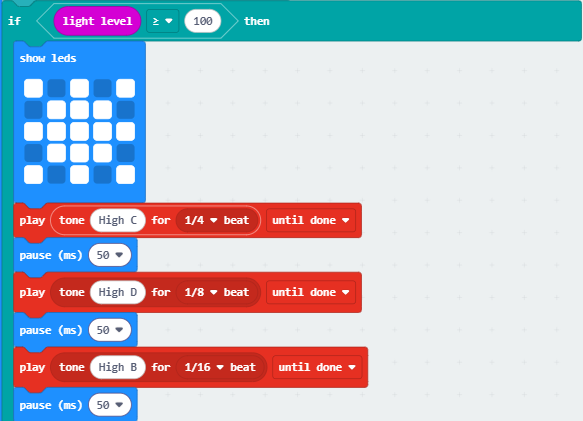 if light level ≥ 100 then
show leds
play tone High C for 1/4 beat until done
pause (ms) 50
play tone High D for 1/8 beat until done
pause (ms) 50
play tone High B for 1/16 beat until done
pause (ms) 50